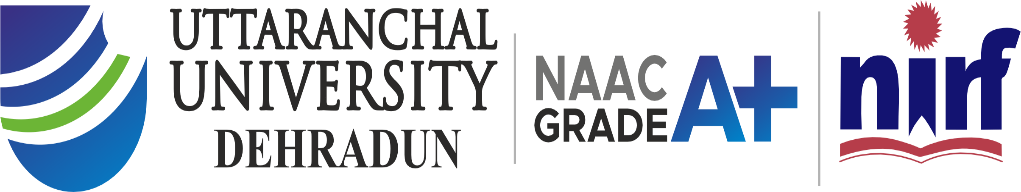 UTTARANCHAL
UNIVERSITY
DEHRADUN
NAAC
GRADE A+
nirf